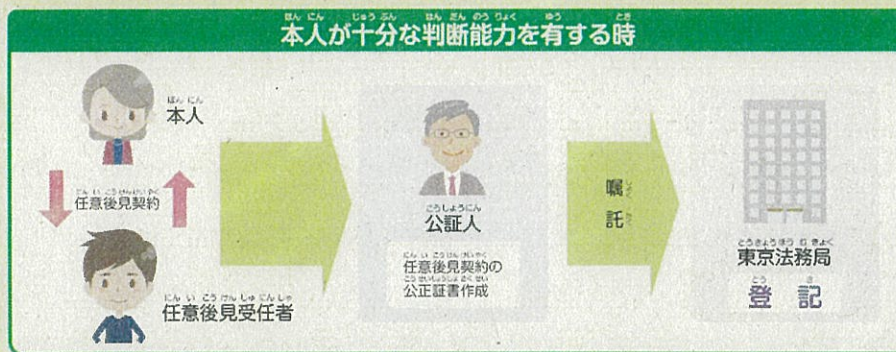 本人が十分な判断能力を有する時
本人
任意後見契約
任意後見受任者
公証人
任意後見契約の
公正証書作成
嘱託
東京法務局
登記